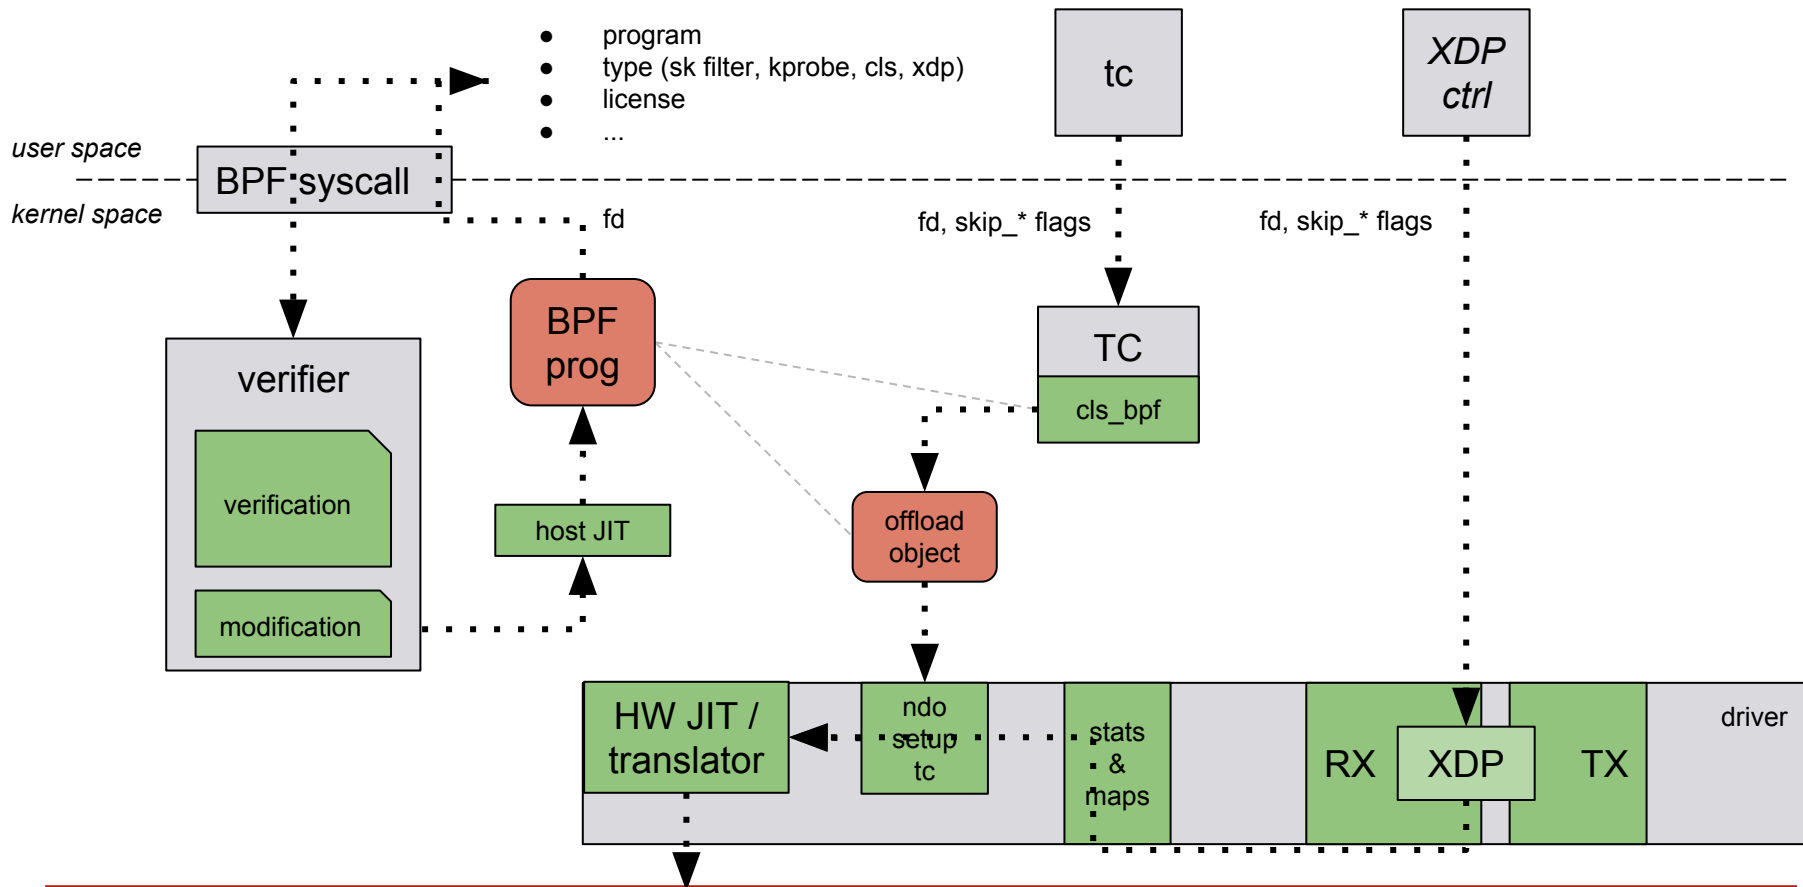 ● program
● type (sk filter, kprobe, cls, xdp)
● license
● ...
tc
XDP
ctrl
user space
BPF syscall
kernel space
fd
fd, skip_* flags
fd, skip_* flags
BPF
prog
TC
cls_bpf
verifier
verification
modification
host JIT
offload
object
HW JIT /
translator
ndo
setup
tc
stats
&
maps
RX
XDP
TX
driver